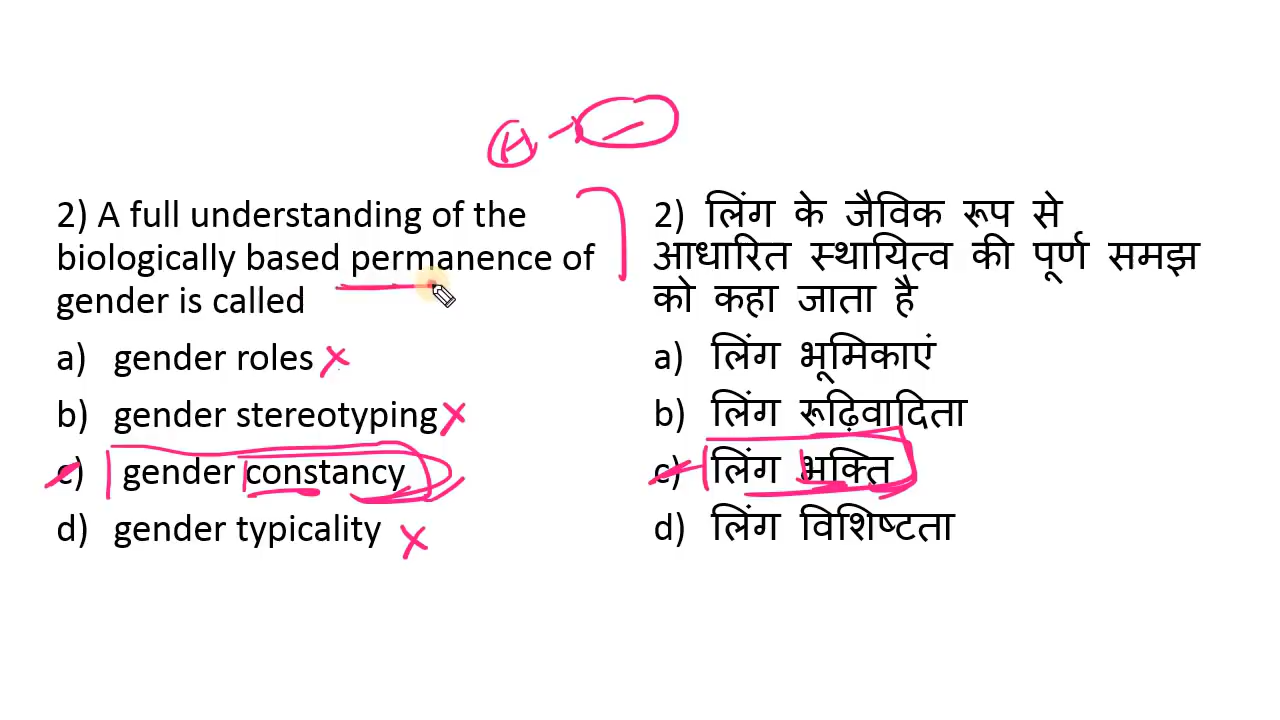 2) A full understanding of the
biologically based permanence of
gender is called
a) gender roles
b) gender stereotyping
c) gender constancy
d) gender typicality
2) लिंग के जैविक रूप से
आधारित स्थायित्व की पूर्ण समझ
को कहा जाता है
a) लिंग भूमिकाएं
b) लिंग रूढ़िवादिता
c) लिंग भक्ति
d) लिंग विशिष्टता